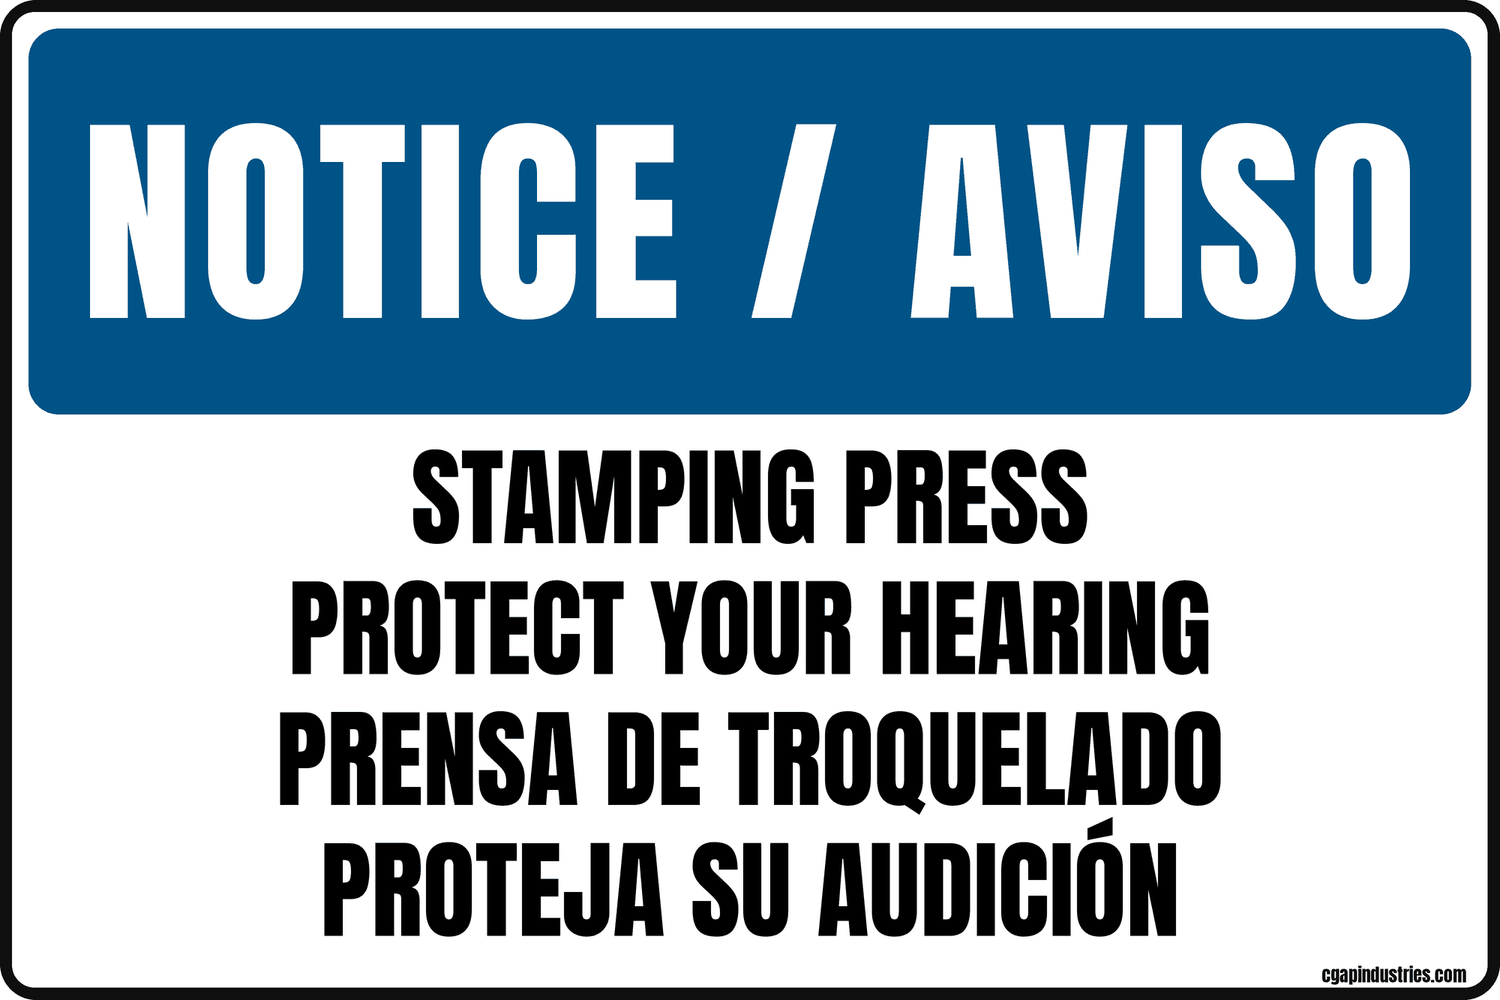 NOTICE / AVISO
STAMPING PRESS
PROTECT YOUR HEARING
PRENSA DE TROQUELADO
PROTEJA SU AUDICIÓN
cgapindustries.com